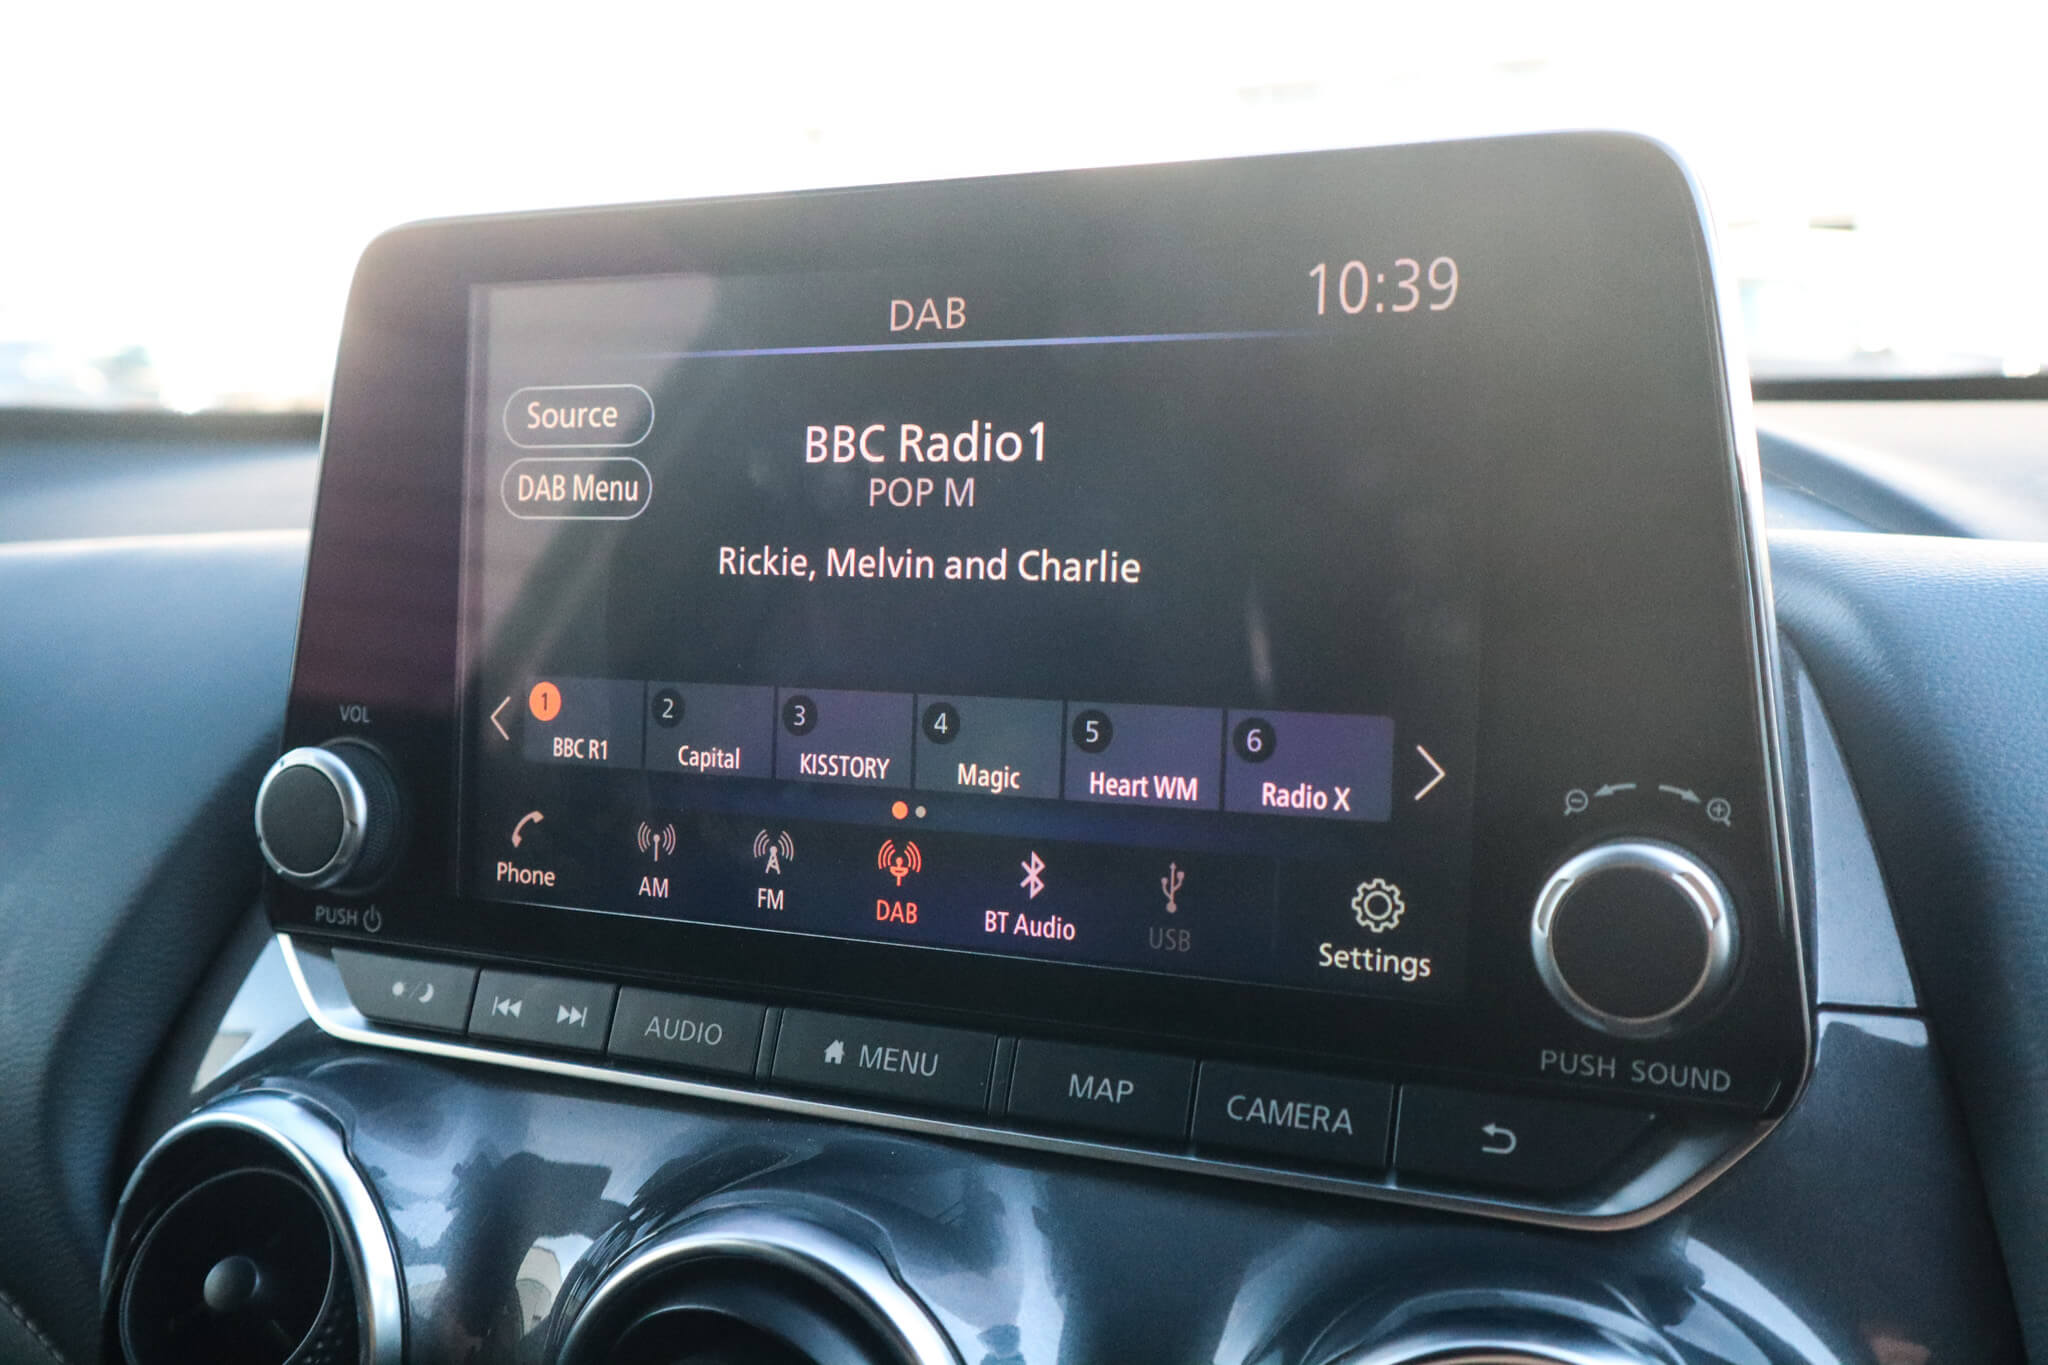 DAB
10:39
Source
BBC Radio1
DAB Menu
POP M
Rickie, Melvin and Charlie
1
BBC R1
2
Capital
3
KISSTORY
4
Magic
5
Heart WM
6
Radio X
Phone
AM
FM
DAB
BT Audio
USB
Settings
VOL
PUSH
AUDIO
MENU
MAP
CAMERA
PUSH SOUND